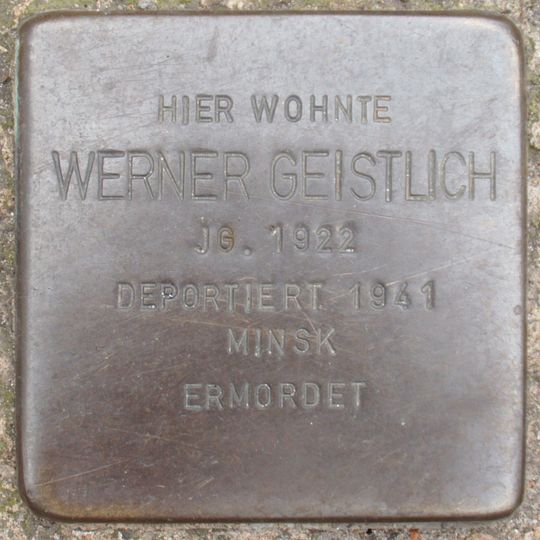 HIER WOHNTE
WERNER GEISTLICH
JG. 1922
DEPORTIERT 1941
MINSK
ERMORDET